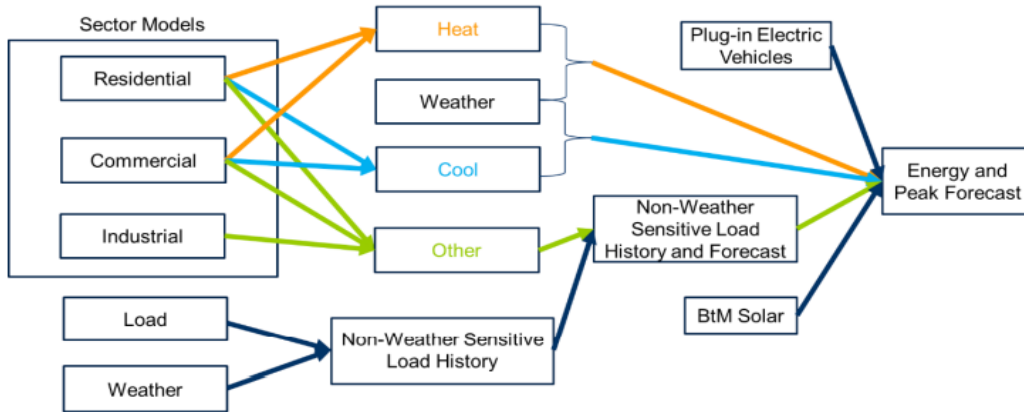 Sector Models
Residential
Commercial
Industrial
Load
Weather
Heat
Weather
Cool
Other
Non-Weather Sensitive
Load History
Non-Weather
Sensitive Load
History and Forecast
Plug-in Electric
Vehicles
BtM Solar
Energy and
Peak Forecast